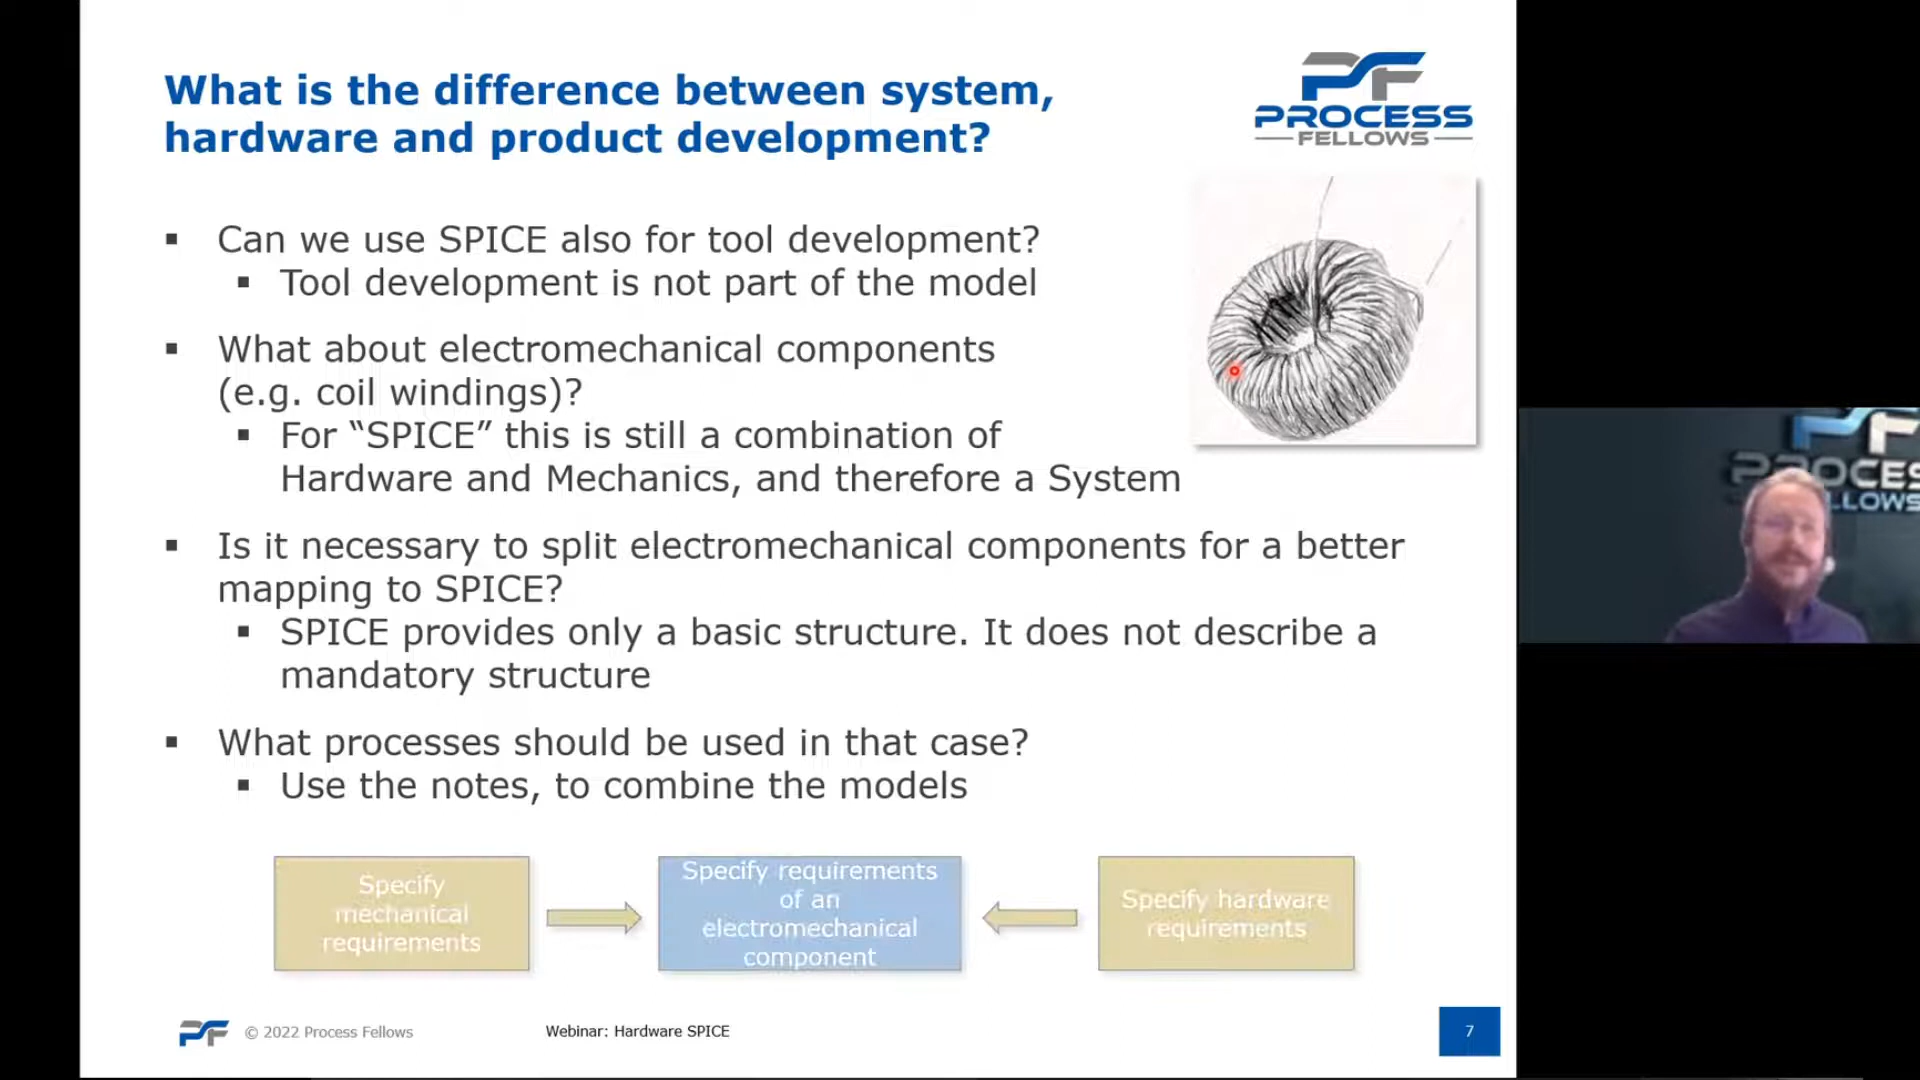 What is the difference between system,
hardware and product development?
PF
PROCESS
FELLOWS
▪ Can we use SPICE also for tool development?
▪ Tool development is not part of the model
▪ What about electromechanical components
(e.g. coil windings)?
▪ For “SPICE” this is still a combination of
Hardware and Mechanics, and therefore a System
▪ Is it necessary to split electromechanical components for a better
mapping to SPICE?
▪ SPICE provides only a basic structure. It does not describe a
mandatory structure
▪ What processes should be used in that case?
▪ Use the notes, to combine the models
Specify
mechanical
requirements
Specify requirements
of an
electromechanical
component
Specify hardware
requirements
PF © 2022 Process Fellows
Webinar: Hardware SPICE
7
PF
PROCES
LLOWS